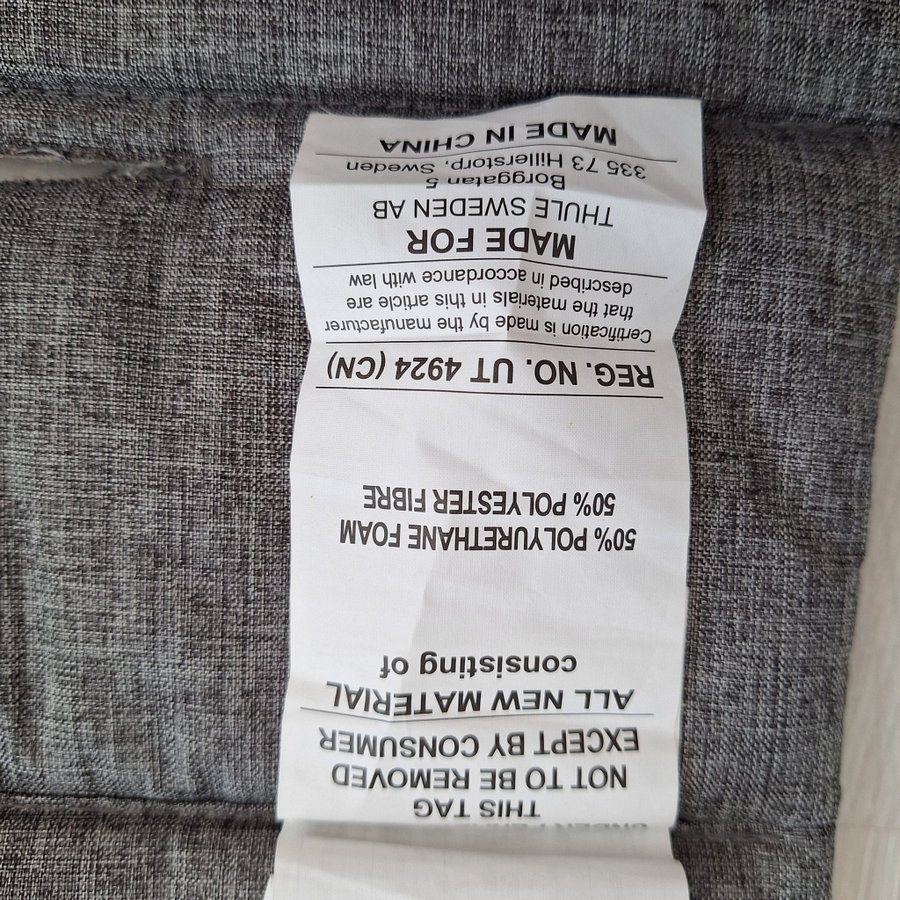 THIS TAG
NOT TO BE REMOVED
EXCEPT BY CONSUMER
ALL NEW MATERIAL
consisting of
50% POLYURETHANE FOAM
50% POLYESTER FIBRE
REG. NO. UT 4924 (CN)
Certification is made by the manufacturer
that the materials in this article are
described in accordance with law
MADE FOR
THULE SWEDEN AB
Borggatan 5
335 73 Hillerstorp, Sweden
MADE IN CHINA